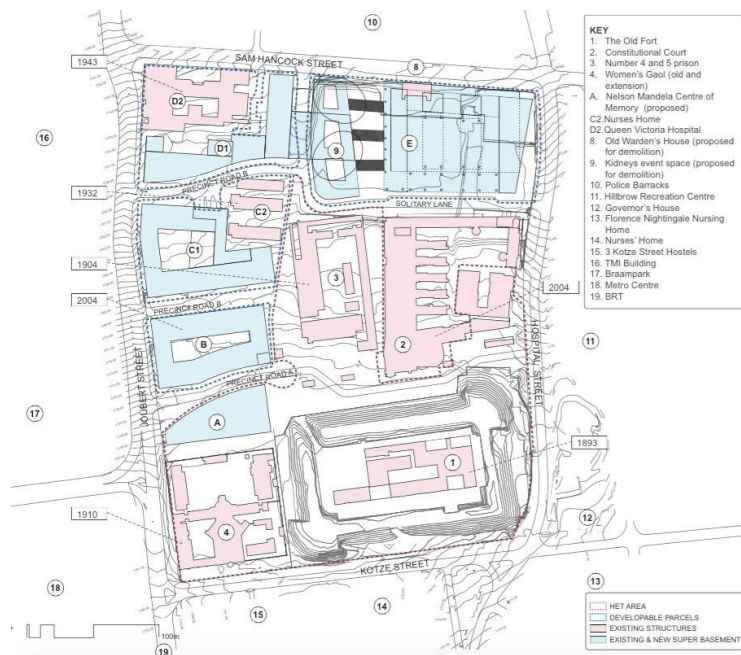 10
KEY
1. The Old Fort
2. Constitutional Court
3. Number 4 and 5 prison
4. Women's Gaol (old and
extension)
A. Nelson Mandela Centre of
Memory (proposed)
C2.Nurses Home
D2.Queen Victoria Hospital
8. Old Warden's House (proposed
for demolition)
9. Kidneys event space (proposed
for demolition)
10. Police Barracks
11. Hillbrow Recreation Centre
12. Governor's House
13. Florence Nightingale Nursing
Home
14. Nurses' Home
15. 3 Kotze Street Hostels
16. TMI Building
17. Braampark
18. Metro Centre
19. BRT
1943
SAM HANCOCK STREET
8
D2
16
D1
9
E
PRECINCT ROAD B
1932
C2
SOLITARY LANE
C1
1904
3
2004
2004
PRECINCT ROAD B
B
2
HOSPITAL STREET
11
JOUBERT STREET
PRECINCT ROAD A
17
A
1893
1
1910
4
12
KOTZE STREET
18
13
15
14
100m
19
HET AREA
DEVELOPABLE PARCELS
EXISTING STRUCTURES
EXISTING & NEW SUPER BASEMENT